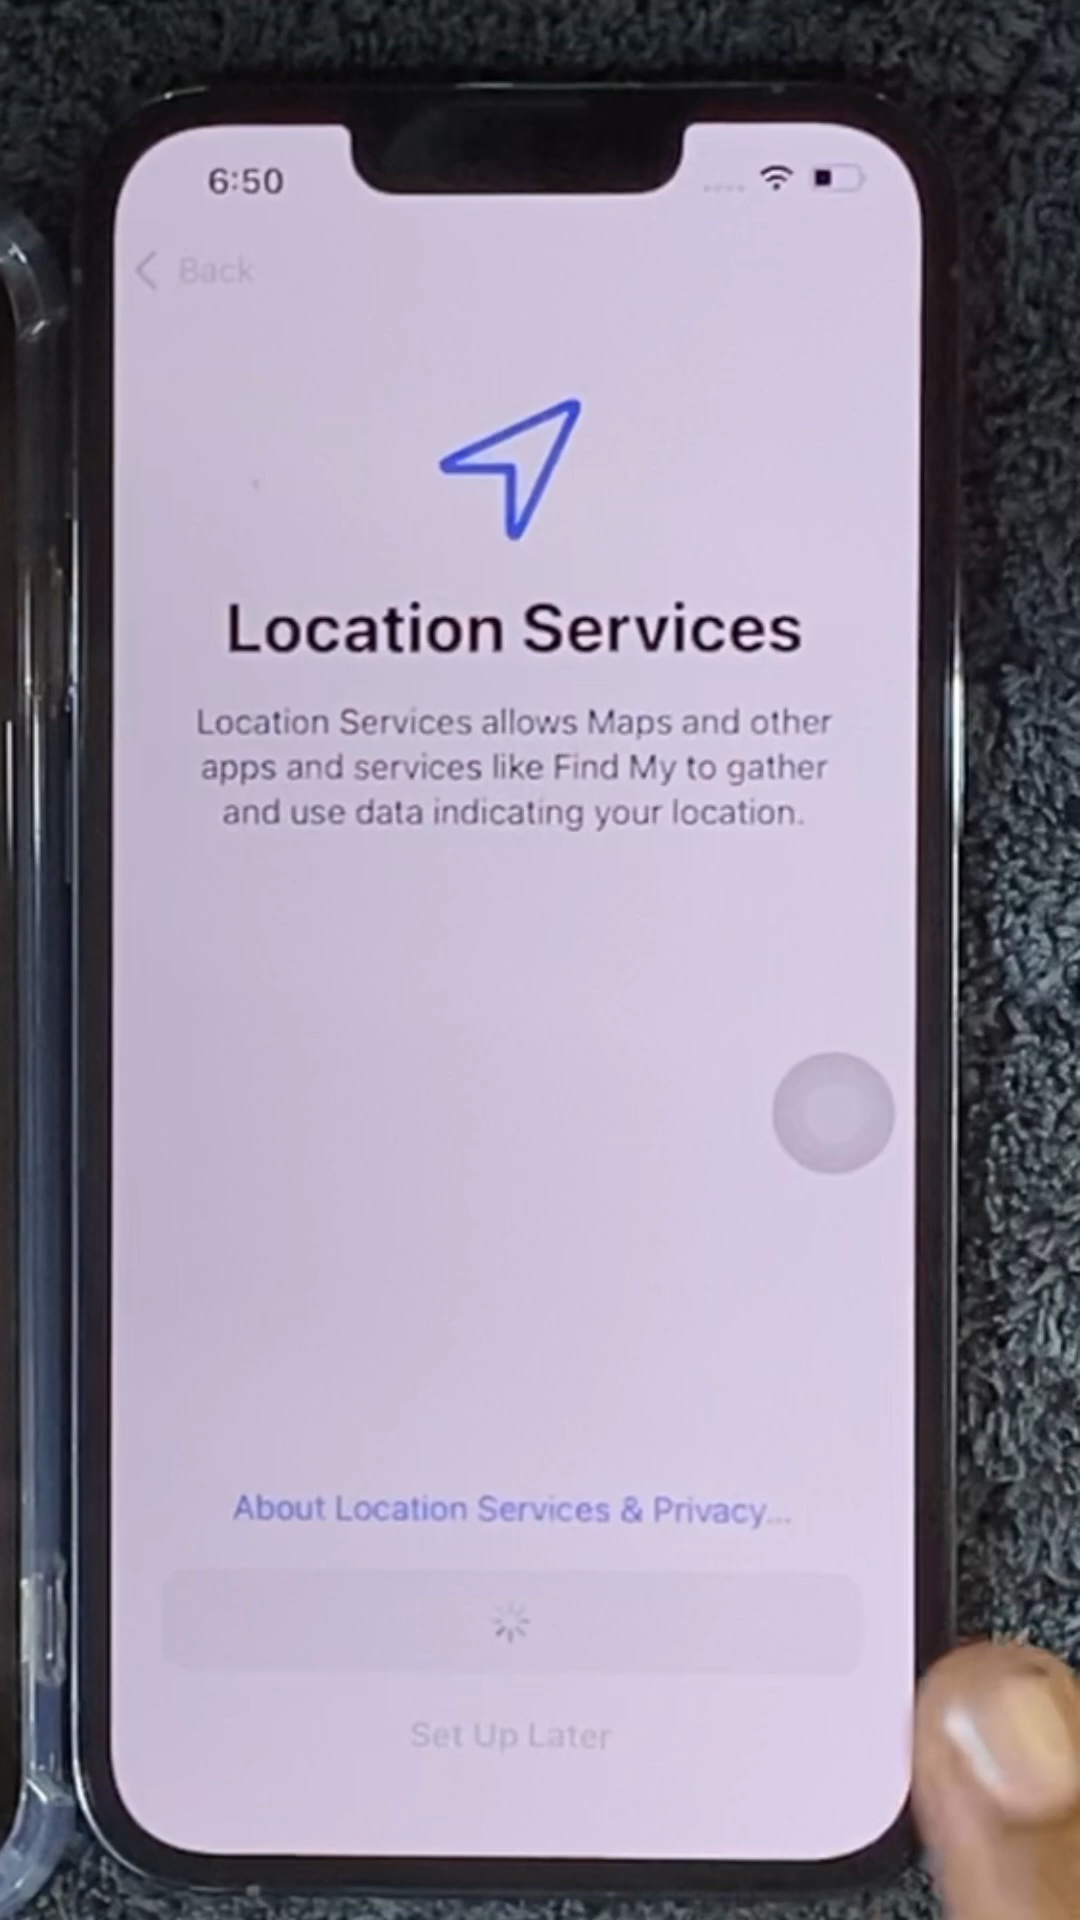 6:50
Back
Location Services
Location Services allows Maps and other
apps and services like Find My to gather
and use data indicating your location.
About Location Services & Privacy...
Set Up Later